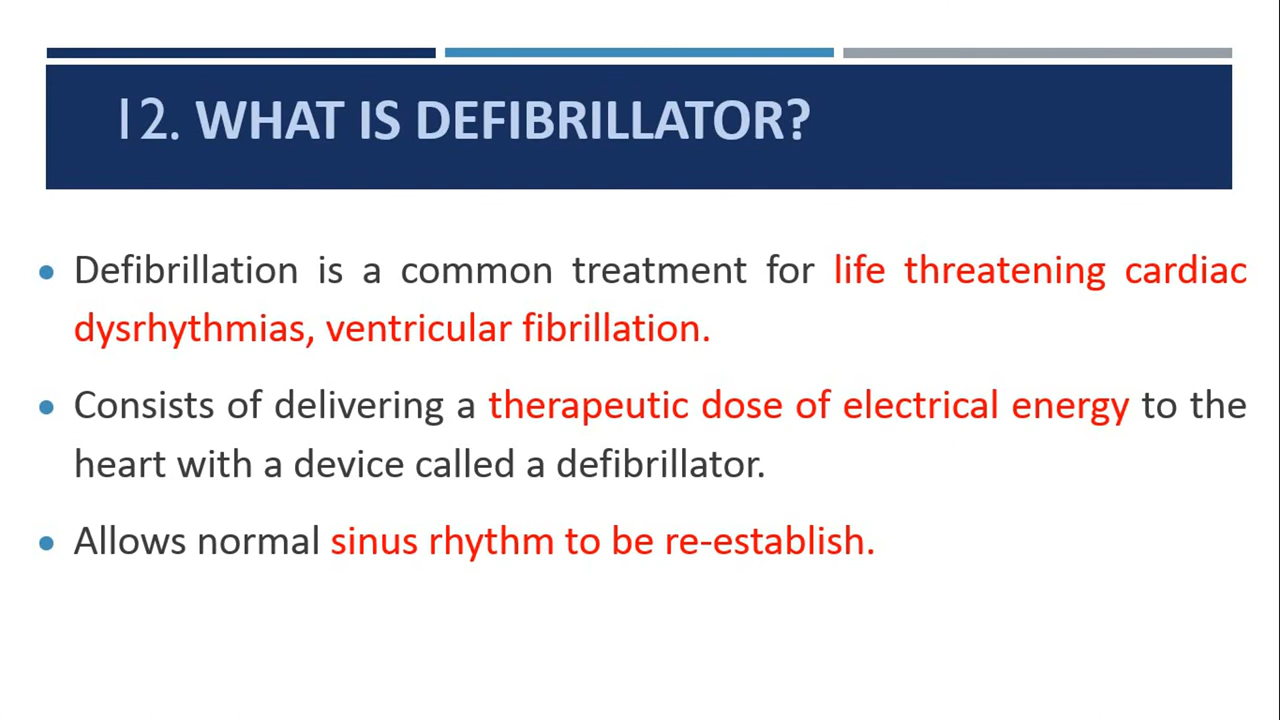 12. WHAT IS DEFIBRILLATOR?
• Defibrillation is a common treatment for life threatening cardiac
dysrhythmias, ventricular fibrillation.
• Consists of delivering a therapeutic dose of electrical energy to the
heart with a device called a defibrillator.
• Allows normal sinus rhythm to be re-establish.